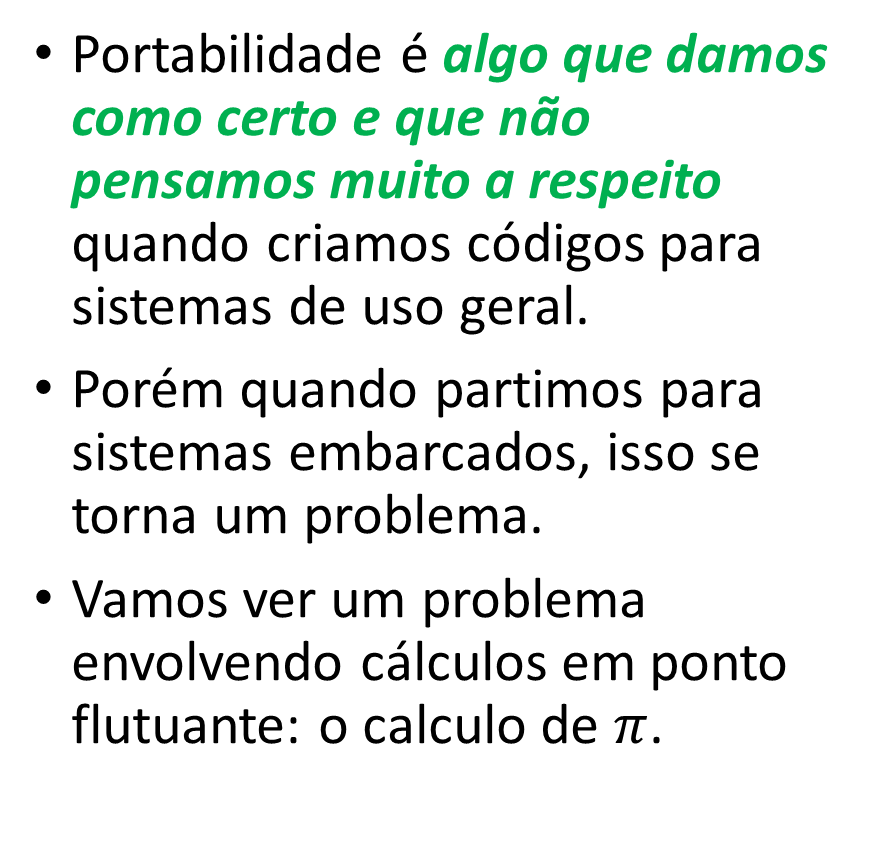 • Portabilidade é algo que damos
como certo e que não
pensamos muito a respeito
quando criamos códigos para
sistemas de uso geral.
• Porém quando partimos para
sistemas embarcados, isso se
torna um problema.
• Vamos ver um problema
envolvendo cálculos em ponto
flutuante: o calculo de 𝜋.